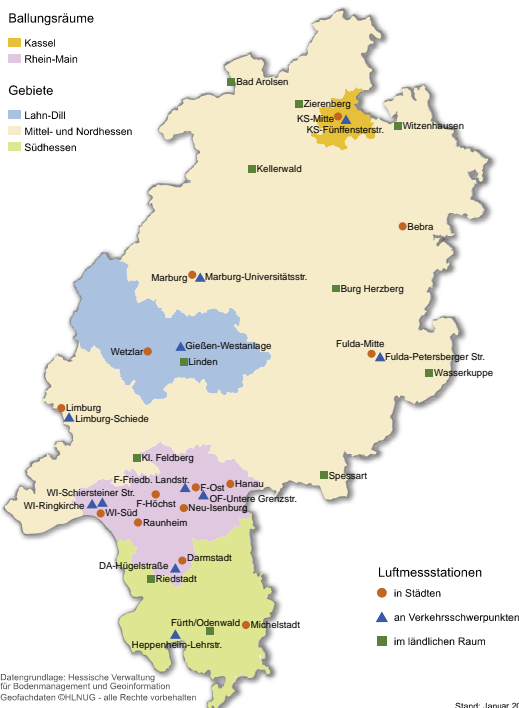 Ballungsräume
Kassel
Rhein-Main
Gebiete
Lahn-Dill
Mittel- und Nordhessen
Südhessen
Bad Arolsen
Zierenberg
KS-Mitte
KS-Fünffensterstr.
Witzenhausen
Kellerwald
Bebra
Marburg
Marburg-Universitätsstr.
Burg Herzberg
Gießen-Westanlage
Wetzlar
Linden
Fulda-Mitte
Fulda-Petersberger Str.
Wasserkuppe
Limburg
Limburg-Schiede
Kl. Feldberg
Spessart
F-Friedb. Landstr.
F-Ost
Hanau
WI-Schiersteiner Str.
OF-Untere Grenzstr.
WI-Ringkirche
F-Höchst
WI-Süd
Neu-Isenburg
Raunheim
Darmstadt
DA-Hügelstraße
Riedstadt
Fürth/Odenwald
Michelstadt
Heppenheim-Lehrstr.
Luftmessstationen
in Städten
an Verkehrsschwerpunkten
im ländlichen Raum
Datengrundlage: Hessische Verwaltung
für Bodenmanagement und Geoinformation
Geofachdaten ©HLNUG - alle Rechte vorbehalten
Stand: Januar 20